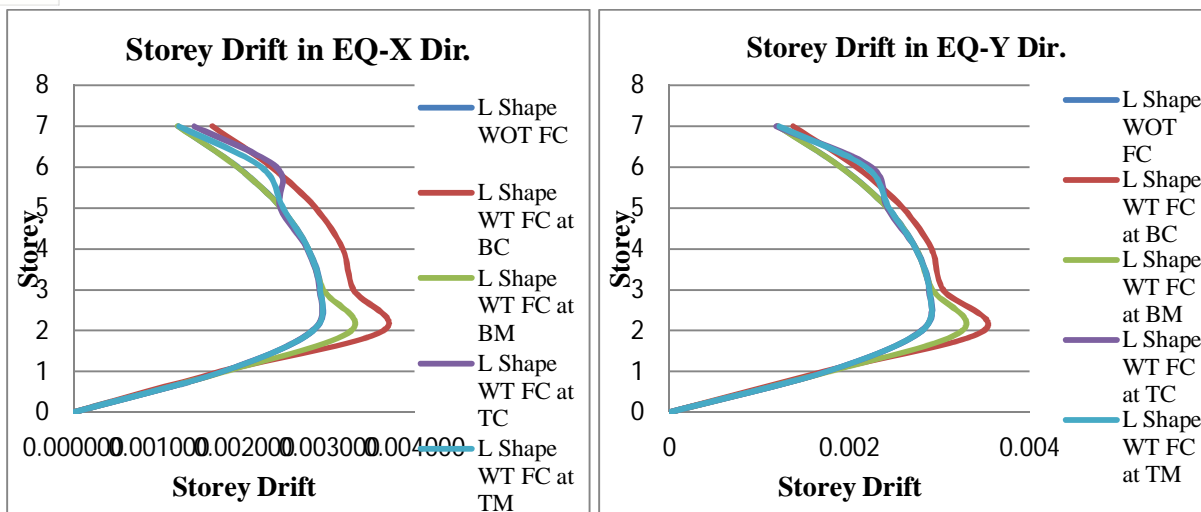 Storey Drift in EQ-X Dir.
8
7
6
5
4
3
2
1
0
Storey
0.000000
0.001000
0.002000
0.003000
0.004000
Storey Drift
L Shape
WOT FC
L Shape
WT FC at
BC
L Shape
WT FC at
BM
L Shape
WT FC at
TC
L Shape
WT FC at
TM
Storey Drift in EQ-Y Dir.
8
7
6
5
4
3
2
1
0
Storey
0
0.002
0.004
Storey Drift
L Shape
WOT
FC
L Shape
WT FC
at BC
L Shape
WT FC
at BM
L Shape
WT FC
at TC
L Shape
WT FC
at TM